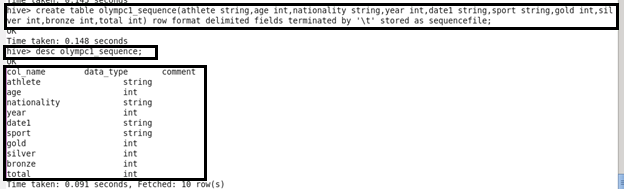 Time taken: 0.145 seconds
hive> create table olympc1_sequence(athlete string,age int,nationality string,year int,date1 string,sport string,gold int,sil
ver int,bronze int,total int) row format delimited fields terminated by '\t' stored as sequencefile;
OK
Time taken: 0.148 seconds
hive> desc olympc1_sequence;
OK
col_name data_type comment
athlete string
age int
nationality string
year int
date1 string
sport string
gold int
silver int
bronze int
total int
Time taken: 0.091 seconds, Fetched: 10 row(s)